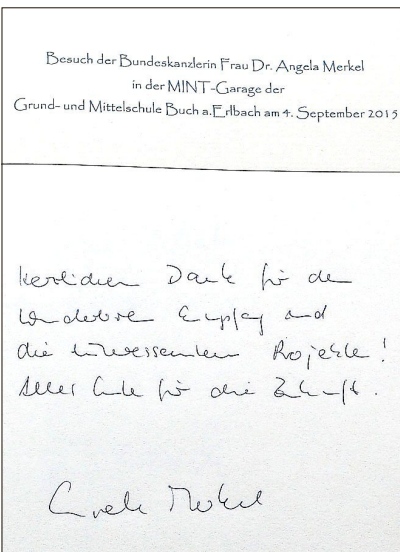 Besuch der Bundeskanzlerin Frau Dr. Angela Merkel
in der MINT-Garage der
Grund- und Mittelschule Buch a.Erlbach am 4. September 2015
Herzlichen Dank für den
wunderbaren Empfang und
die interessanten Projekte!
Alles Gute für die Zukunft.
Angela Merkel